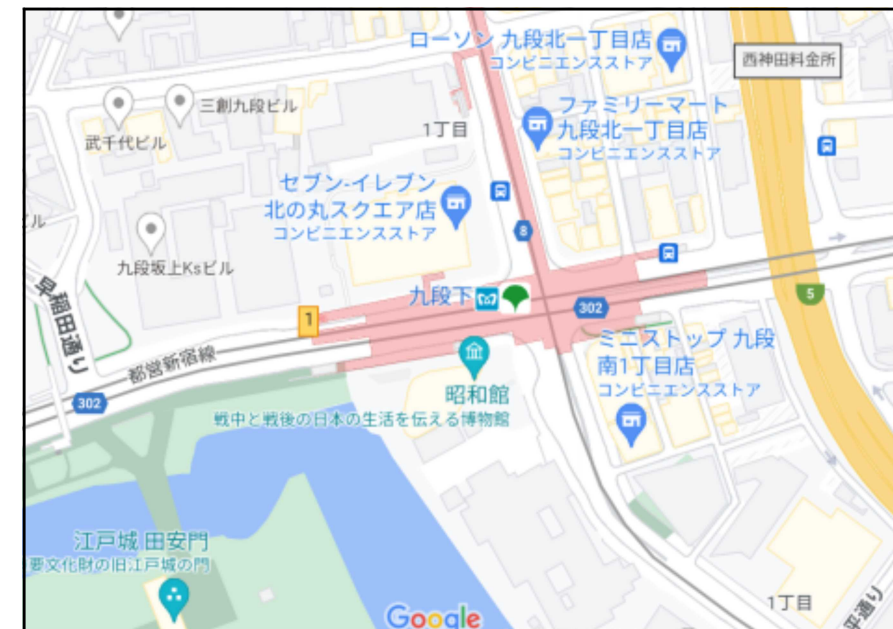 ローソン 九段北一丁目店
コンビニエンスストア
西神田料金所
三創九段ビル
武千代ビル
1丁目
ファミリーマート
九段北一丁目店
コンビニエンスストア
セブン-イレブン
北の丸スクエア店
コンビニエンスストア
ビル
8
九段坂上Ksビル
早稲田通り
九段下
1
302
5
都営新宿線
ミニストップ 九段
南1丁目店
コンビニエンスストア
302
昭和館
戦中と戦後の日本の生活を伝える博物館
江戸城 田安門
要文化財の旧江戸城の門
1丁目
平通り
Google